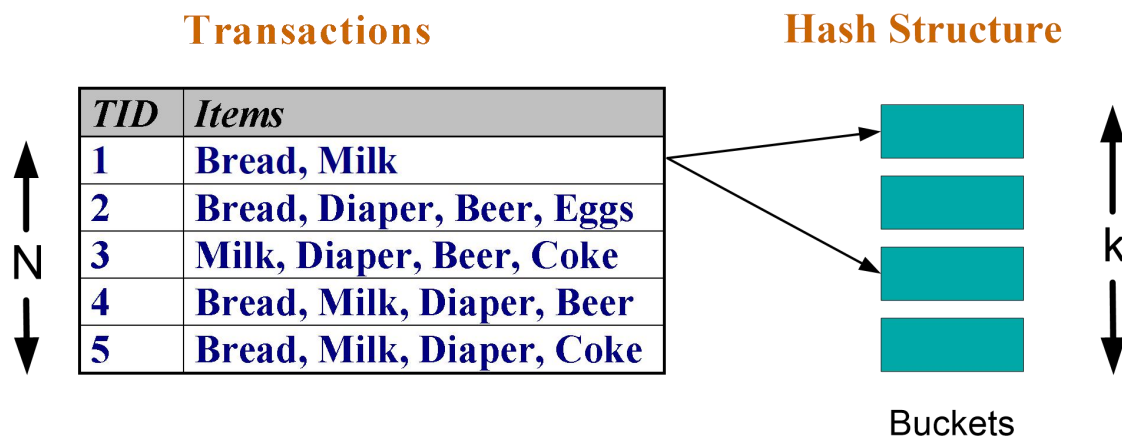 Transactions
Hash Structure
TID Items
1 Bread, Milk
2 Bread, Diaper, Beer, Eggs
3 Milk, Diaper, Beer, Coke
4 Bread, Milk, Diaper, Beer
5 Bread, Milk, Diaper, Coke
N
k
Buckets